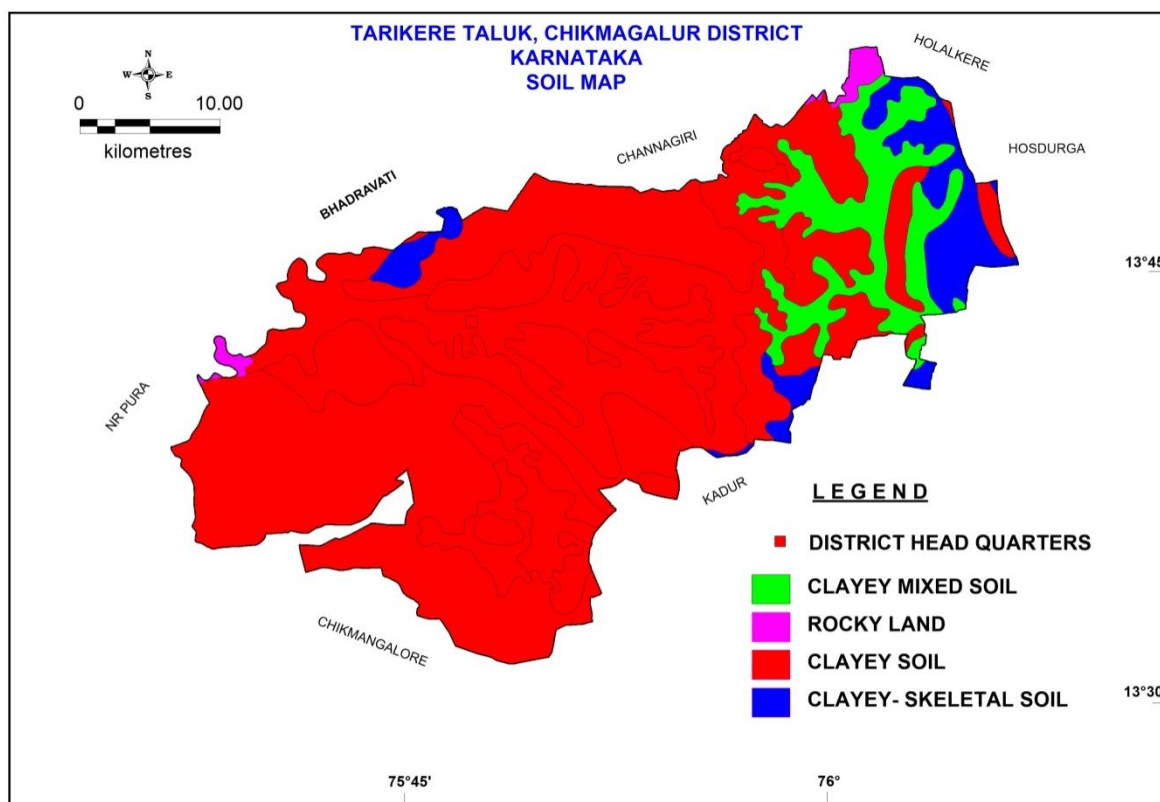 TARIKERE TALUK, CHIKMAGALUR DISTRICT
KARNATAKA
SOIL MAP
N
W E
S
0 10.00
kilometres
HOLALKERE
CHANNAGIRI
HOSDURGA
BHADRAVATI
13°45
NR PURA
KADUR
CHIKMANGALORE
LEGEND
DISTRICT HEAD QUARTERS
CLAYEY MIXED SOIL
ROCKY LAND
CLAYEY SOIL
CLAYEY- SKELETAL SOIL
13°30
75°45' 76°